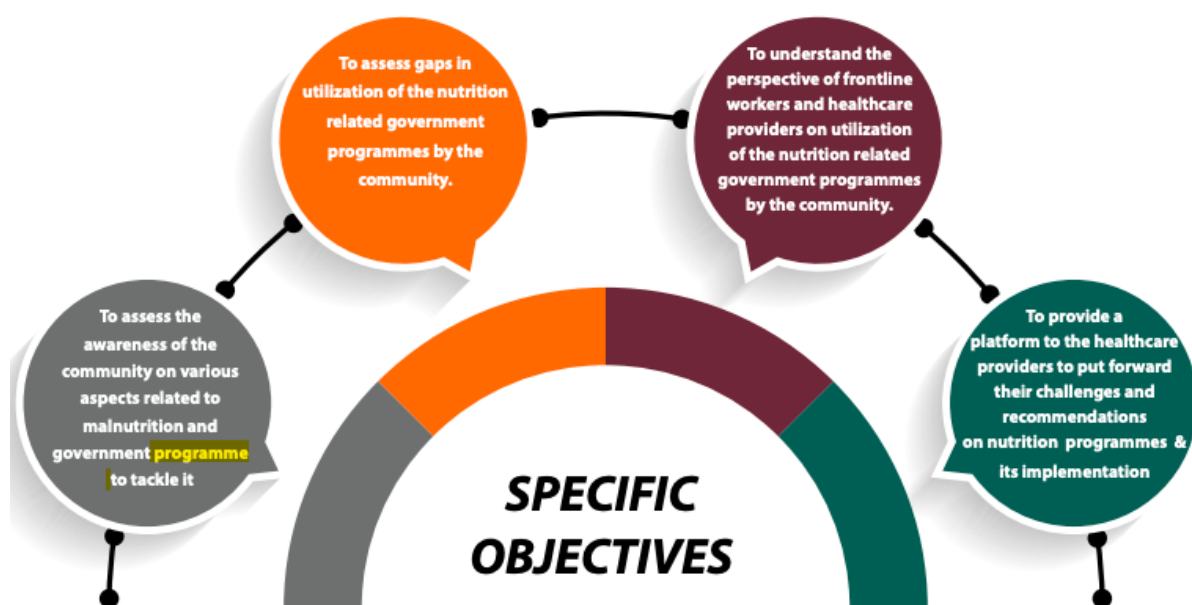 To assess the
awareness of the
community on various
aspects related to
malnutrition and
government programme
to tackle it
To assess gaps in
utilization of the nutrition
related government
programmes by the
community.
To understand the
perspective of frontline
workers and healthcare
providers on utilization
of the nutrition related
government programmes
by the community.
To provide a
platform to the healthcare
providers to put forward
their challenges and
recommendations
on nutrition programmes &
its implementation
SPECIFIC
OBJECTIVES